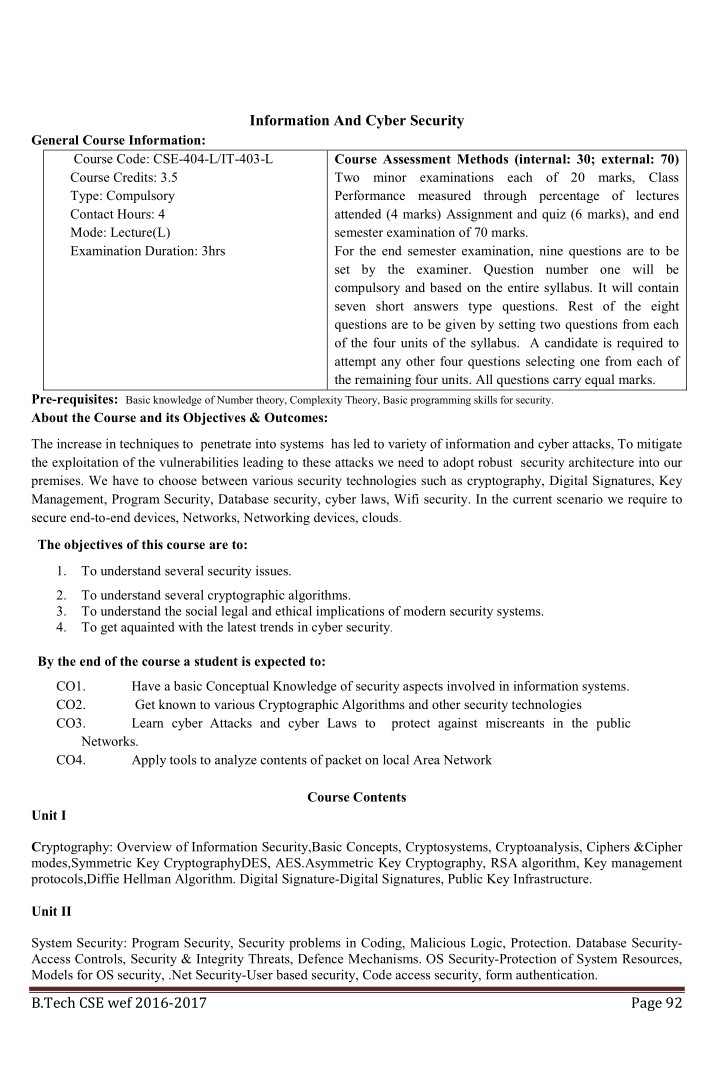 Information And Cyber Security
General Course Information:
Course Code: CSE-404-L/IT-403-L
Course Credits: 3.5
Type: Compulsory
Contact Hours: 4
Mode: Lecture(L)
Examination Duration: 3hrs
Course Assessment Methods (internal: 30; external: 70)
Two minor examinations each of 20 marks, Class
Performance measured through percentage of lectures
attended (4 marks) Assignment and quiz (6 marks), and end
semester examination of 70 marks.
For the end semester examination, nine questions are to be
set by the examiner. Question number one will be
compulsory and based on the entire syllabus. It will contain
seven short answers type questions. Rest of the eight
questions are to be given by setting two questions from each
of the four units of the syllabus. A candidate is required to
attempt any other four questions selecting one from each of
the remaining four units. All questions carry equal marks.
Pre-requisites: Basic knowledge of Number theory, Complexity Theory, Basic programming skills for security.
About the Course and its Objectives & Outcomes:
The increase in techniques to penetrate into systems has led to variety of information and cyber attacks, To mitigate
the exploitation of the vulnerabilities leading to these attacks we need to adopt robust security architecture into our
premises. We have to choose between various security technologies such as cryptography, Digital Signatures, Key
Management, Program Security, Database security, cyber laws, Wifi security. In the current scenario we require to
secure end-to-end devices, Networks, Networking devices, clouds.
The objectives of this course are to:
1. To understand several security issues.
2. To understand several cryptographic algorithms.
3. To understand the social legal and ethical implications of modern security systems.
4. To get aquainted with the latest trends in cyber security.
By the end of the course a student is expected to:
CO1. Have a basic Conceptual Knowledge of security aspects involved in information systems.
CO2. Get known to various Cryptographic Algorithms and other security technologies
CO3. Learn cyber Attacks and cyber Laws to protect against miscreants in the public
Networks.
CO4. Apply tools to analyze contents of packet on local Area Network
Course Contents
Unit I
Cryptography: Overview of Information Security,Basic Concepts, Cryptosystems, Cryptoanalysis, Ciphers &Cipher
modes,Symmetric Key CryptographyDES, AES.Asymmetric Key Cryptography, RSA algorithm, Key management
protocols,Diffie Hellman Algorithm. Digital Signature-Digital Signatures, Public Key Infrastructure.
Unit II
System Security: Program Security, Security problems in Coding, Malicious Logic, Protection. Database Security-
Access Controls, Security & Integrity Threats, Defence Mechanisms. OS Security-Protection of System Resources,
Models for OS security, .Net Security-User based security, Code access security, form authentication.
B.Tech CSE wef 2016-2017 Page 92